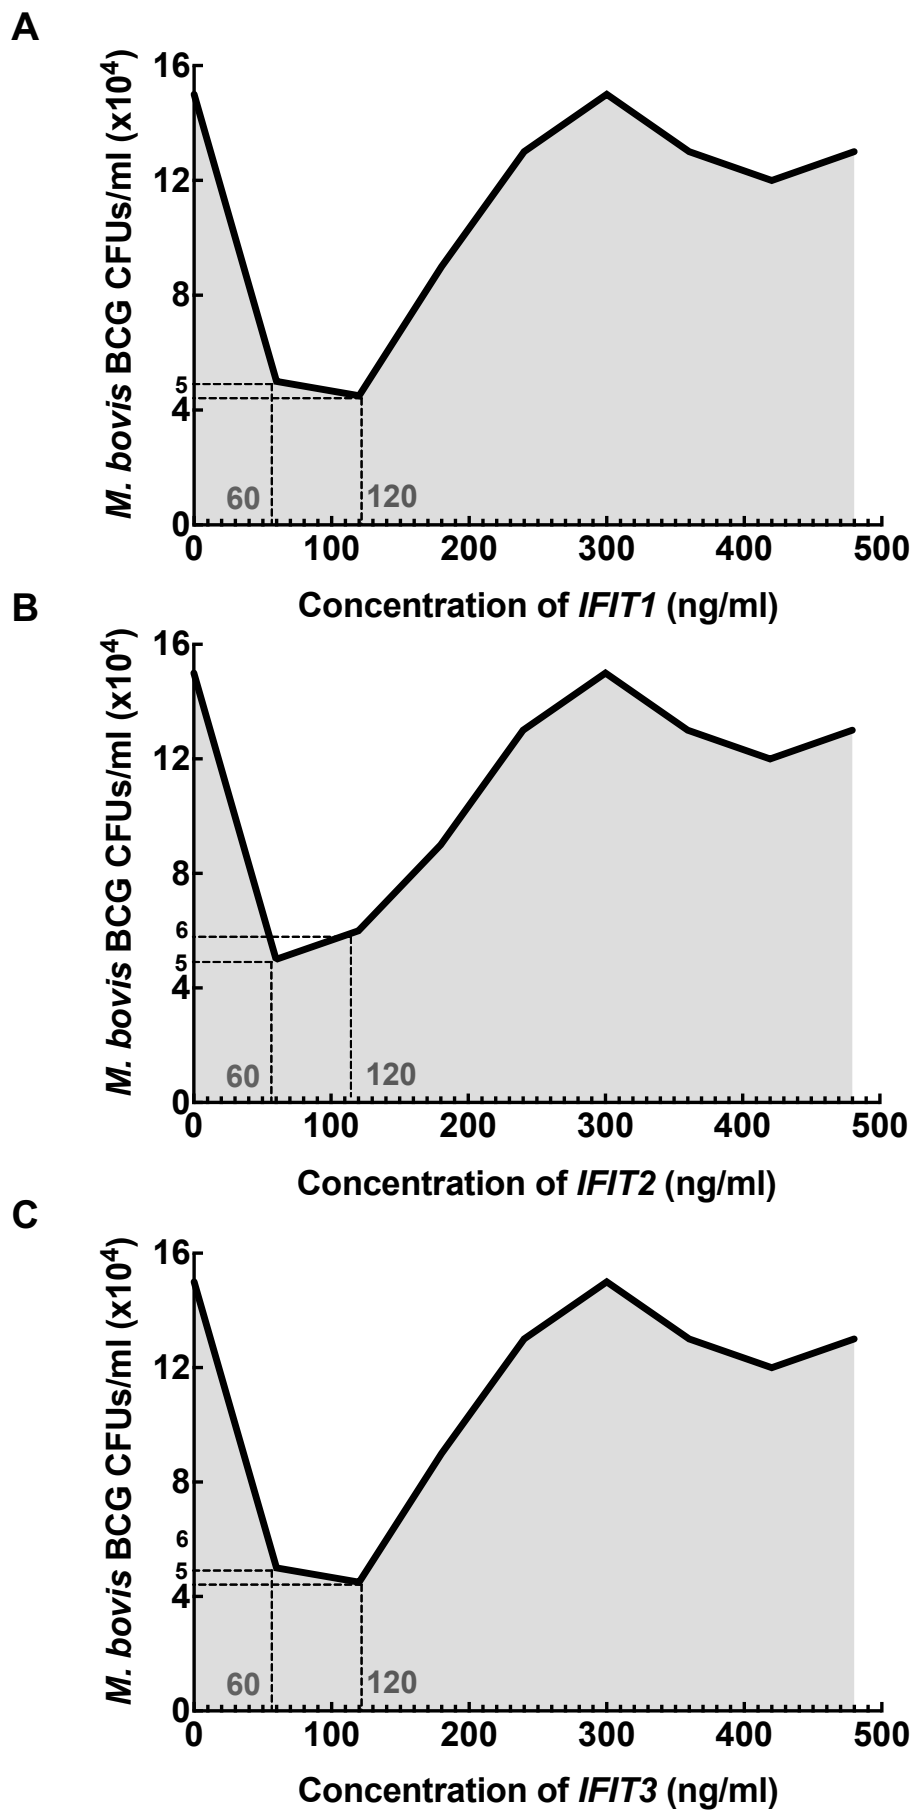 A
M. bovis BCG CFUs/ml (x10⁴)
16
12
8
5
4
0
60
120
0 100 200 300 400 500
Concentration of IFIT1 (ng/ml)
B
M. bovis BCG CFUs/ml (x10⁴)
16
12
8
6
5
4
0
60
120
0 100 200 300 400 500
Concentration of IFIT2 (ng/ml)
C
M. bovis BCG CFUs/ml (x10⁴)
16
12
8
6
5
4
0
60
120
0 100 200 300 400 500
Concentration of IFIT3 (ng/ml)